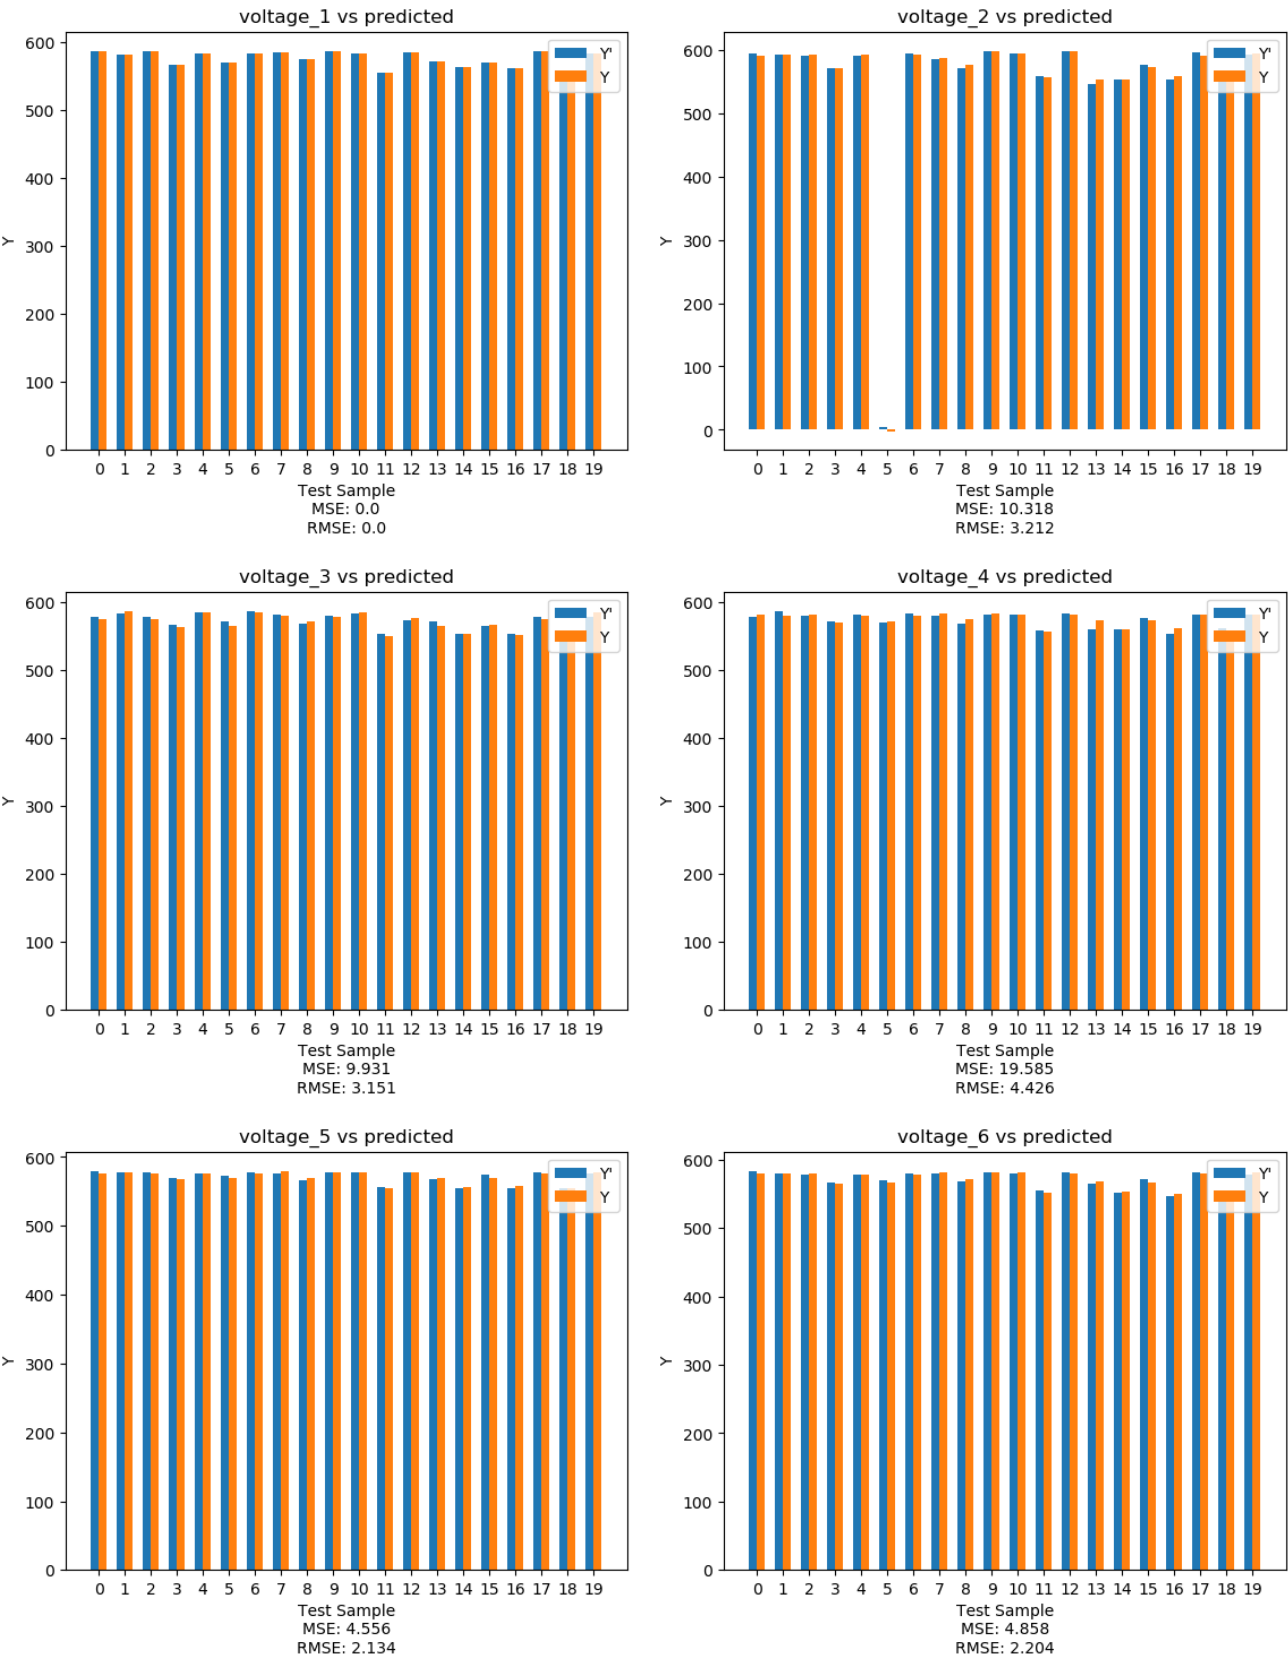 voltage_1 vs predicted
600
500
400
300
200
100
0
Y
Y'
Y
0 1 2 3 4 5 6 7 8 9 10 11 12 13 14 15 16 17 18 19
Test Sample
MSE: 0.0
RMSE: 0.0
voltage_2 vs predicted
600
500
400
300
200
100
0
Y
Y'
Y
0 1 2 3 4 5 6 7 8 9 10 11 12 13 14 15 16 17 18 19
Test Sample
MSE: 10.318
RMSE: 3.212
voltage_3 vs predicted
600
500
400
300
200
100
0
Y
Y'
Y
0 1 2 3 4 5 6 7 8 9 10 11 12 13 14 15 16 17 18 19
Test Sample
MSE: 9.931
RMSE: 3.151
voltage_4 vs predicted
600
500
400
300
200
100
0
Y
Y'
Y
0 1 2 3 4 5 6 7 8 9 10 11 12 13 14 15 16 17 18 19
Test Sample
MSE: 19.585
RMSE: 4.426
voltage_5 vs predicted
600
500
400
300
200
100
0
Y
Y'
Y
0 1 2 3 4 5 6 7 8 9 10 11 12 13 14 15 16 17 18 19
Test Sample
MSE: 4.556
RMSE: 2.134
voltage_6 vs predicted
600
500
400
300
200
100
0
Y
Y'
Y
0 1 2 3 4 5 6 7 8 9 10 11 12 13 14 15 16 17 18 19
Test Sample
MSE: 4.858
RMSE: 2.204